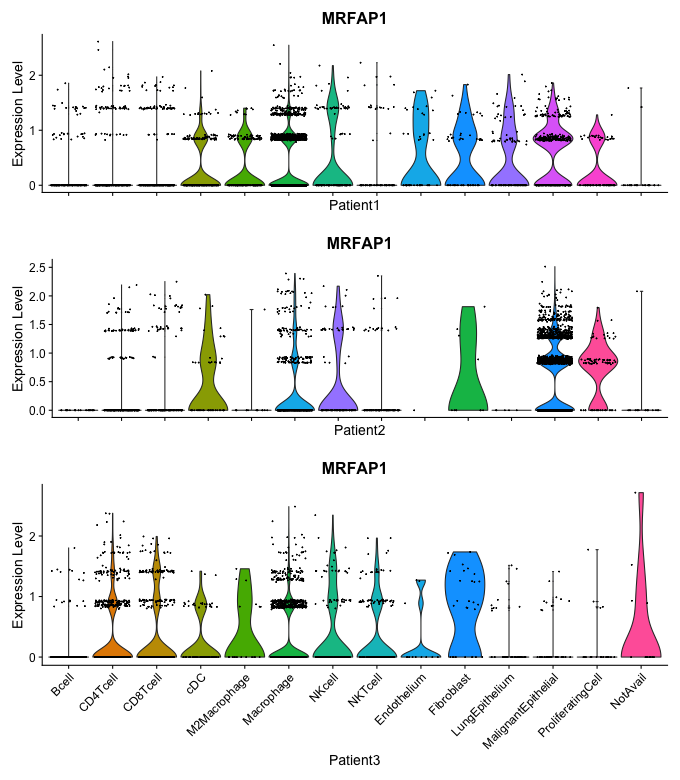 MRFAP1
Expression Level
2
1
0
Patient1
MRFAP1
Expression Level
2.5
2.0
1.5
1.0
0.5
0.0
Patient2
MRFAP1
Expression Level
2
1
0
Bcell
CD4Tcell
CD8Tcell
cDC
M2Macrophage
Macrophage
NKcell
NKTcell
Endothelium
Fibroblast
LungEpithelium
MalignantEpithelial
ProliferatingCell
NotAvail
Patient3